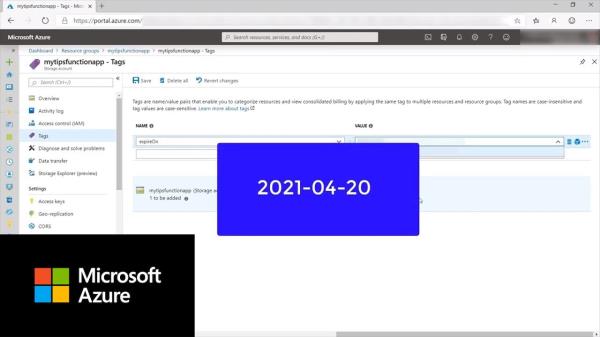 https://portal.azure.com/
Microsoft Azure
Search resources, services, and docs (G+/)
Dashboard > Resource groups > mytipsfunctionapp > mytipsfunctionapp - Tags
mytipsfunctionapp - Tags
Storage account
Search (Ctrl+/)
Save
Delete all
Revert changes
Overview
Activity log
Access control (IAM)
Tags
Diagnose and solve problems
Data transfer
Storage Explorer (preview)
Settings
Access keys
Geo-replication
CORS
Tags are name/value pairs that enable you to categorize resources and view consolidated billing by applying the same tag to multiple resources and resource groups. Tag names are case-insensitive and
tag values are case-sensitive. Learn more about tags
NAME
VALUE
expireOn
:
mytipsfunctionapp (Storage a
1 to be added
2021-04-20
Microsoft
Azure